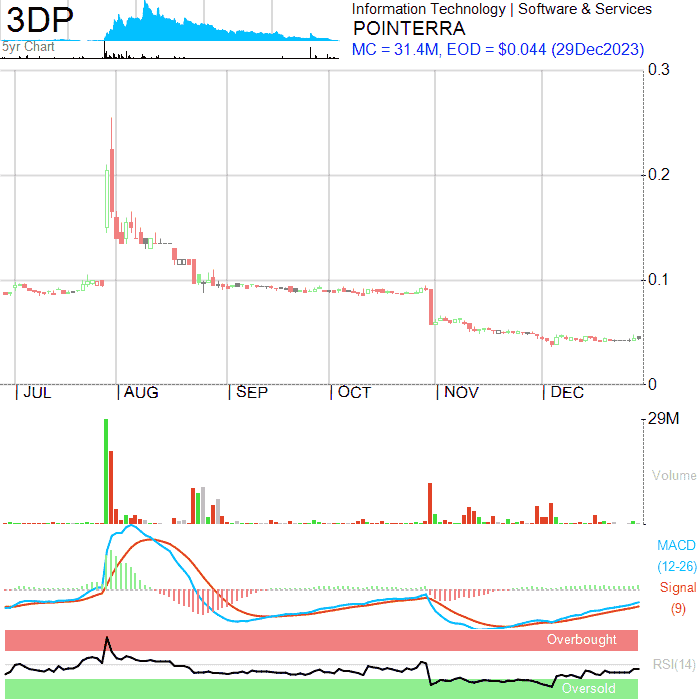 3DP
5yr Chart
Information Technology | Software & Services
POINTERRA
MC = 31.4M, EOD = $0.044 (29Dec2023)
0.3
0.2
0.1
0
| JUL | AUG | SEP | OCT | NOV | DEC
29M
Volume
MACD
(12-26)
Signal
(9)
Overbought
RSI(14)
Oversold